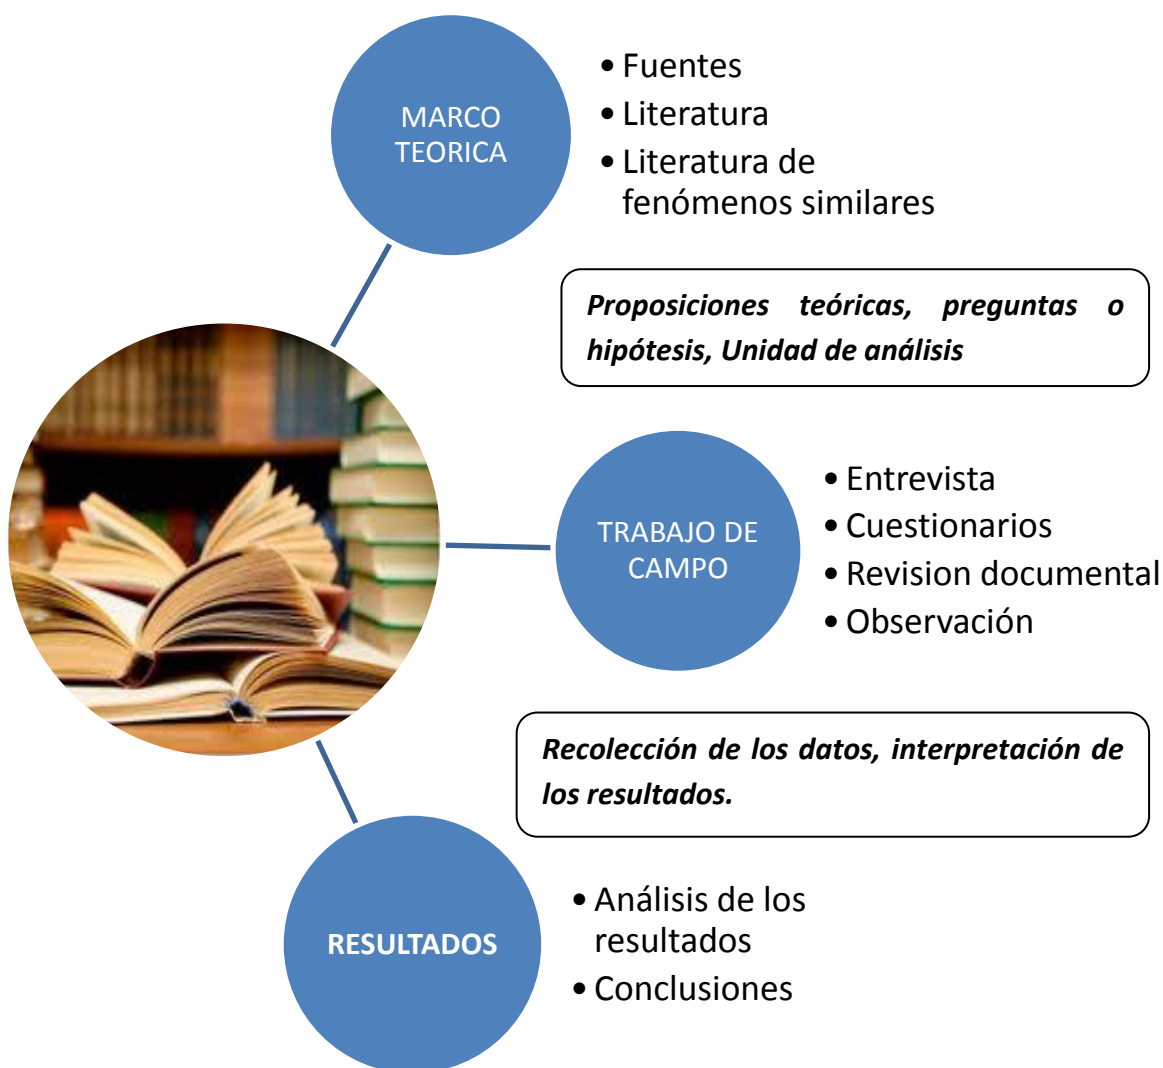 MARCO
TEORICA
• Fuentes
• Literatura
• Literatura de
fenómenos similares
Proposiciones teóricas, preguntas o
hipótesis, Unidad de análisis
TRABAJO DE
CAMPO
• Entrevista
• Cuestionarios
• Revision documental
• Observación
Recolección de los datos, interpretación de
los resultados.
RESULTADOS
• Análisis de los
resultados
• Conclusiones